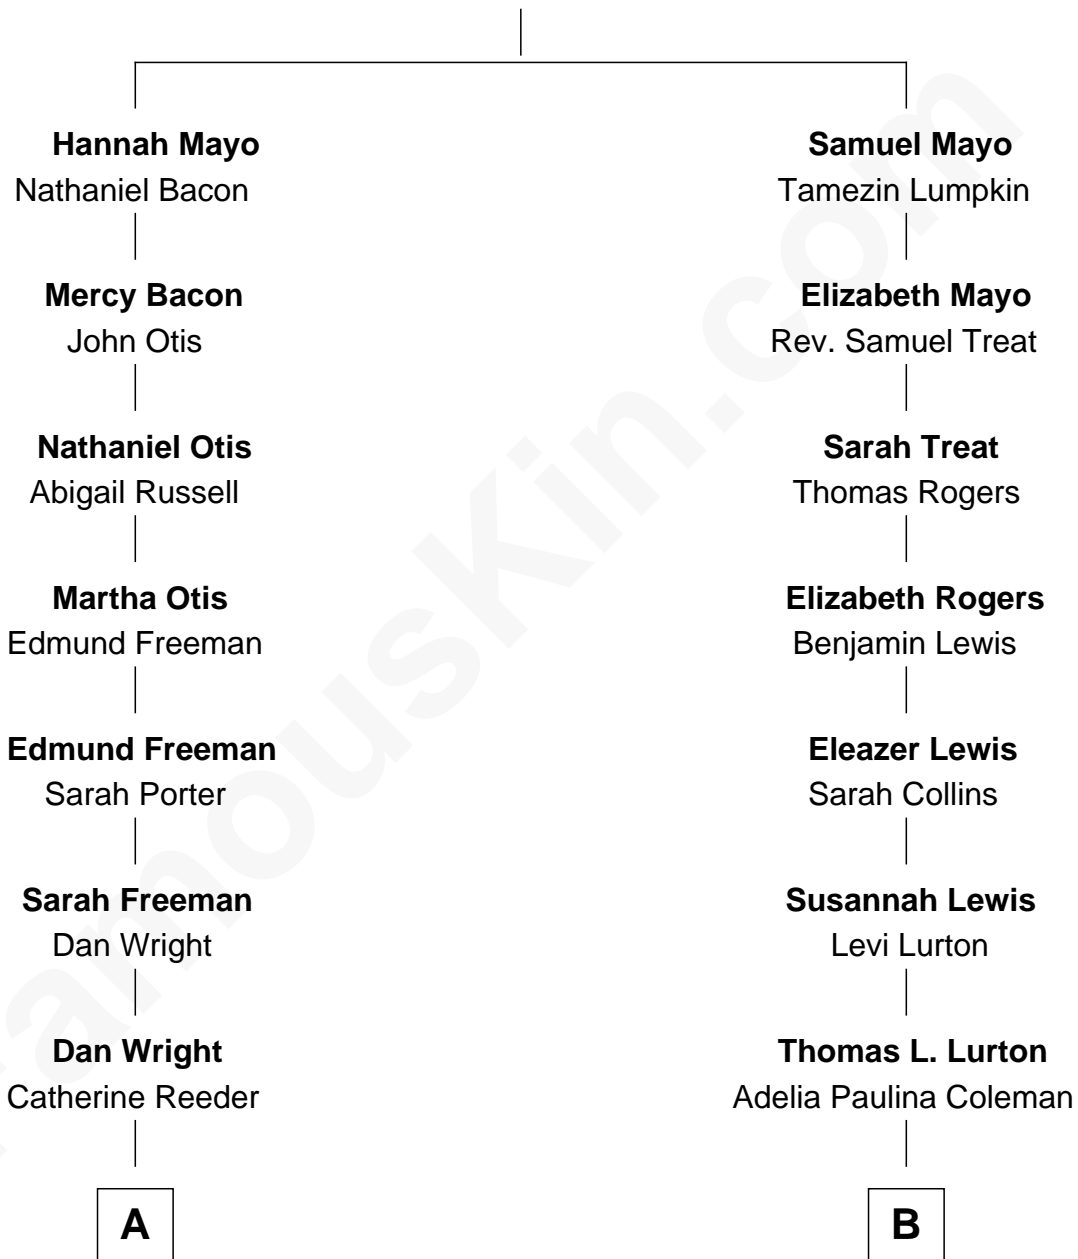 Hannah Mayo
Nathaniel Bacon
Samuel Mayo
Tamezin Lumpkin
Mercy Bacon
John Otis
Elizabeth Mayo
Rev. Samuel Treat
Nathaniel Otis
Abigail Russell
Sarah Treat
Thomas Rogers
Martha Otis
Edmund Freeman
Elizabeth Rogers
Benjamin Lewis
Edmund Freeman
Sarah Porter
Eleazer Lewis
Sarah Collins
Sarah Freeman
Dan Wright
Susannah Lewis
Levi Lurton
Dan Wright
Catherine Reeder
Thomas L. Lurton
Adelia Paulina Coleman
A
B
FamousKin.com